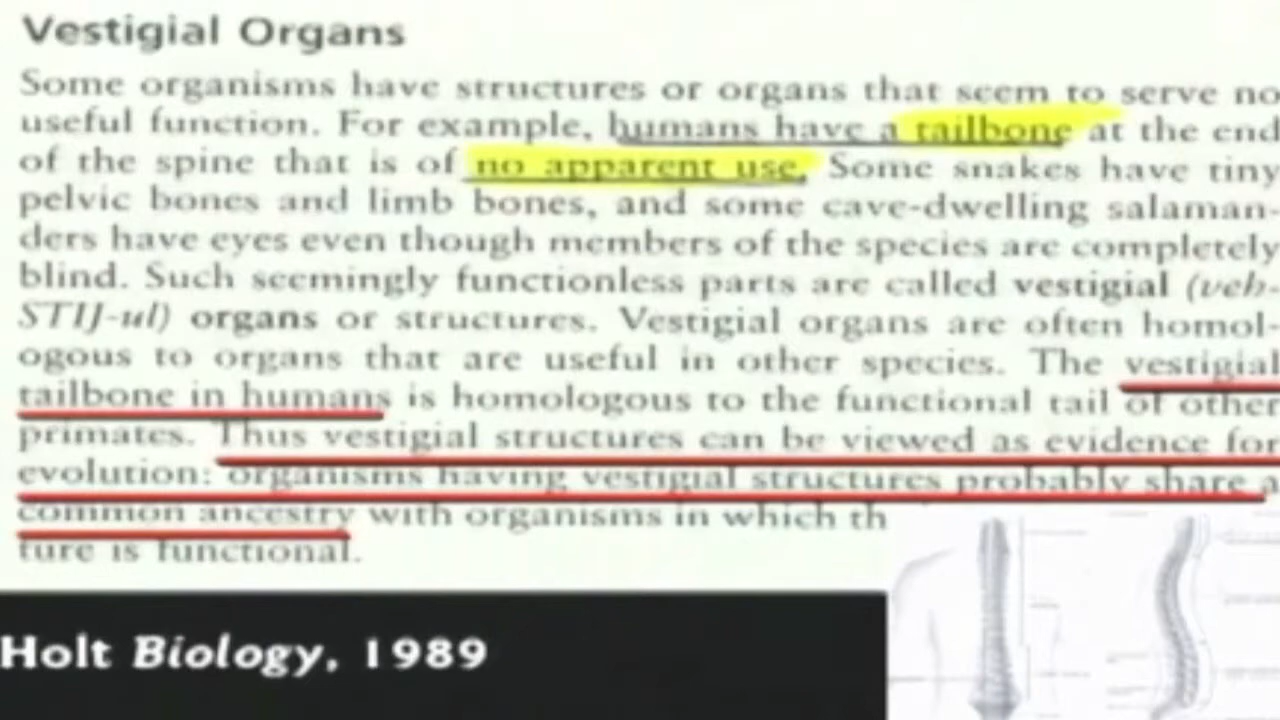 Vestigial Organs
Some organisms have structures or organs that seem to serve no
useful function. For example, humans have a tailbone at the end
of the spine that is of no apparent use. Some snakes have tiny
pelvic bones and limb bones, and some cave-dwelling salaman-
ders have eyes even though members of the species are completely
blind. Such seemingly functionless parts are called vestigial (veh-
STIJ-ul) organs or structures. Vestigial organs are often homol-
ogous to organs that are useful in other species. The vestigial
tailbone in humans is homologous to the functional tail of other
primates. Thus vestigial structures can be viewed as evidence for
evolution: organisms having vestigial structures probably share a
common ancestry with organisms in which th
ture is functional.
Holt Biology, 1989